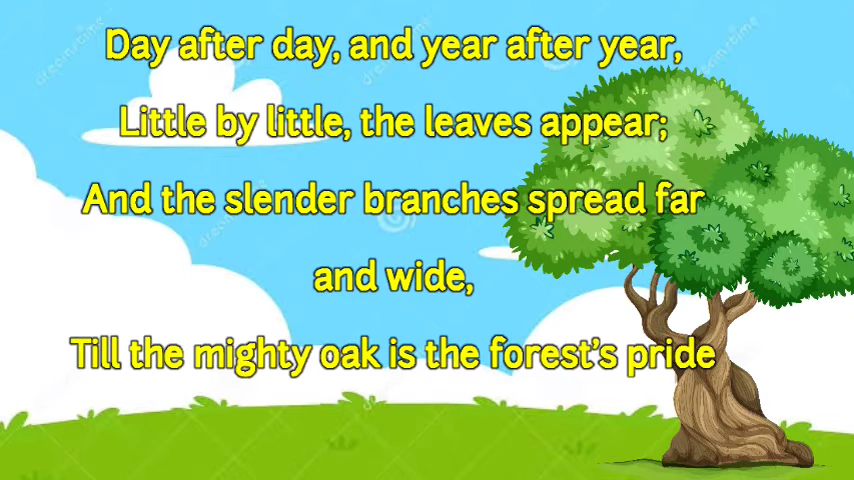 Day after day, and year after year,
Little by little, the leaves appear;
And the slender branches spread far
and wide,
Till the mighty oak is the forest's pride